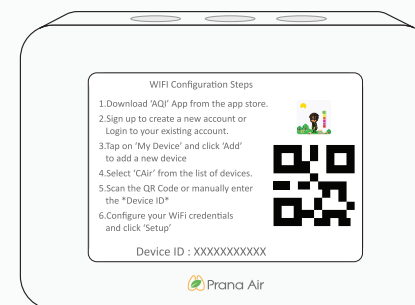 WIFI Configuration Steps
1.Download 'AQI' App from the app store.
2.Sign up to create a new account or
Login to your existing account.
3.Tap on 'My Device' and click 'Add'
to add a new device
4.Select 'CAir' from the list of devices.
5.Scan the QR Code or manually enter
the *Device ID*
6.Configure your WiFi credentials
and click 'Setup'
Device ID : XXXXXXXXXXX
Prana Air